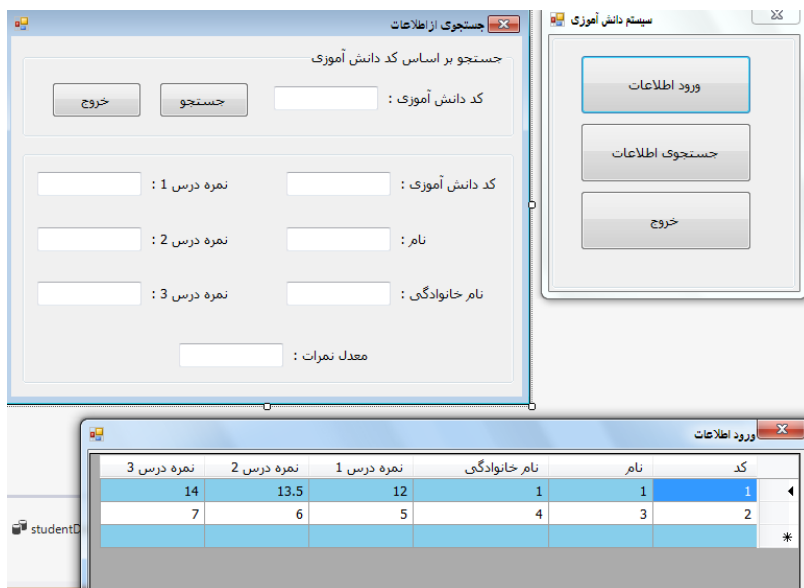 جستجوی ازاطلاعات
جستجو بر اساس کد دانش آموزی
کد دانش آموزی :
جستجو
خروج
کد دانش آموزی :
نمره درس 1 :
نام :
نمره درس 2 :
نام خانوادگی :
نمره درس 3 :
معدل نمرات :
سیستم دانش آموزی
ورود اطلاعات
جستجوی اطلاعات
خروج
ورود اطلاعات
کد نام نام خانوادگی نمره درس 1 نمره درس 2 نمره درس 3
1 1 1 12 13.5 14
2 3 4 5 6 7
studentD